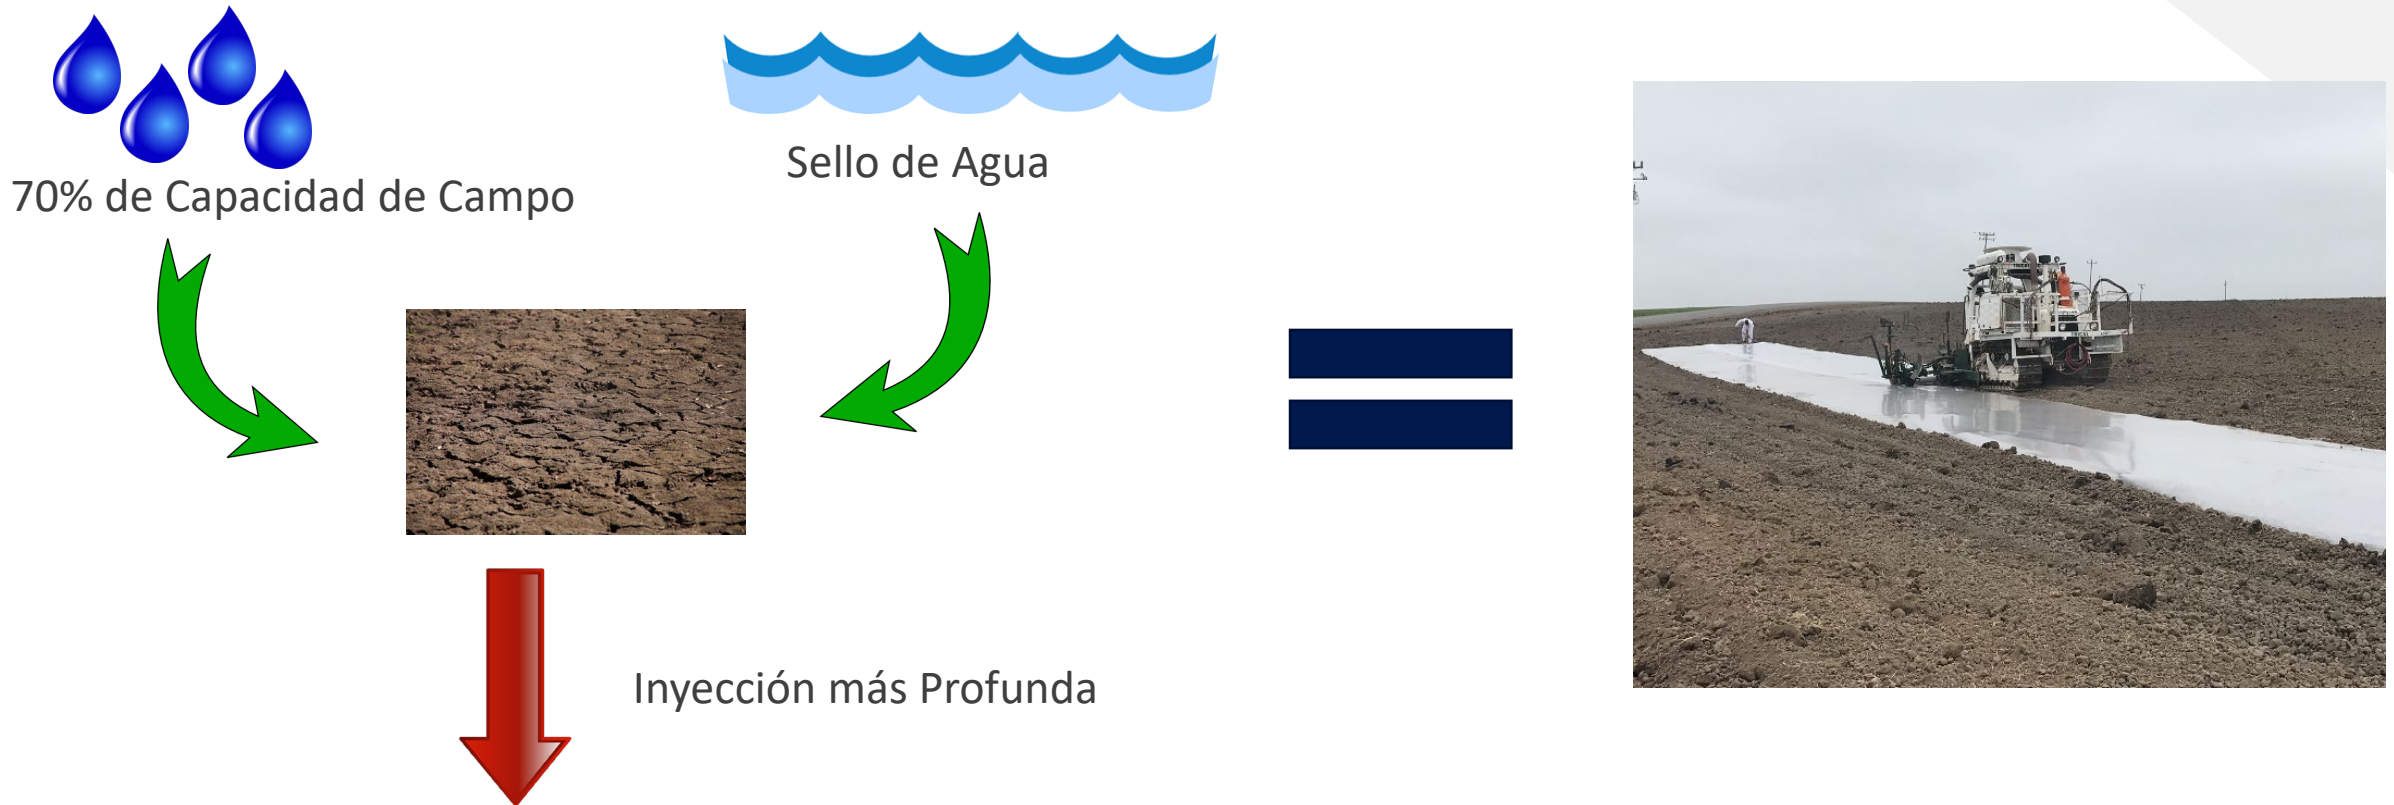 70% de Capacidad de Campo
Sello de Agua
Inyección más Profunda